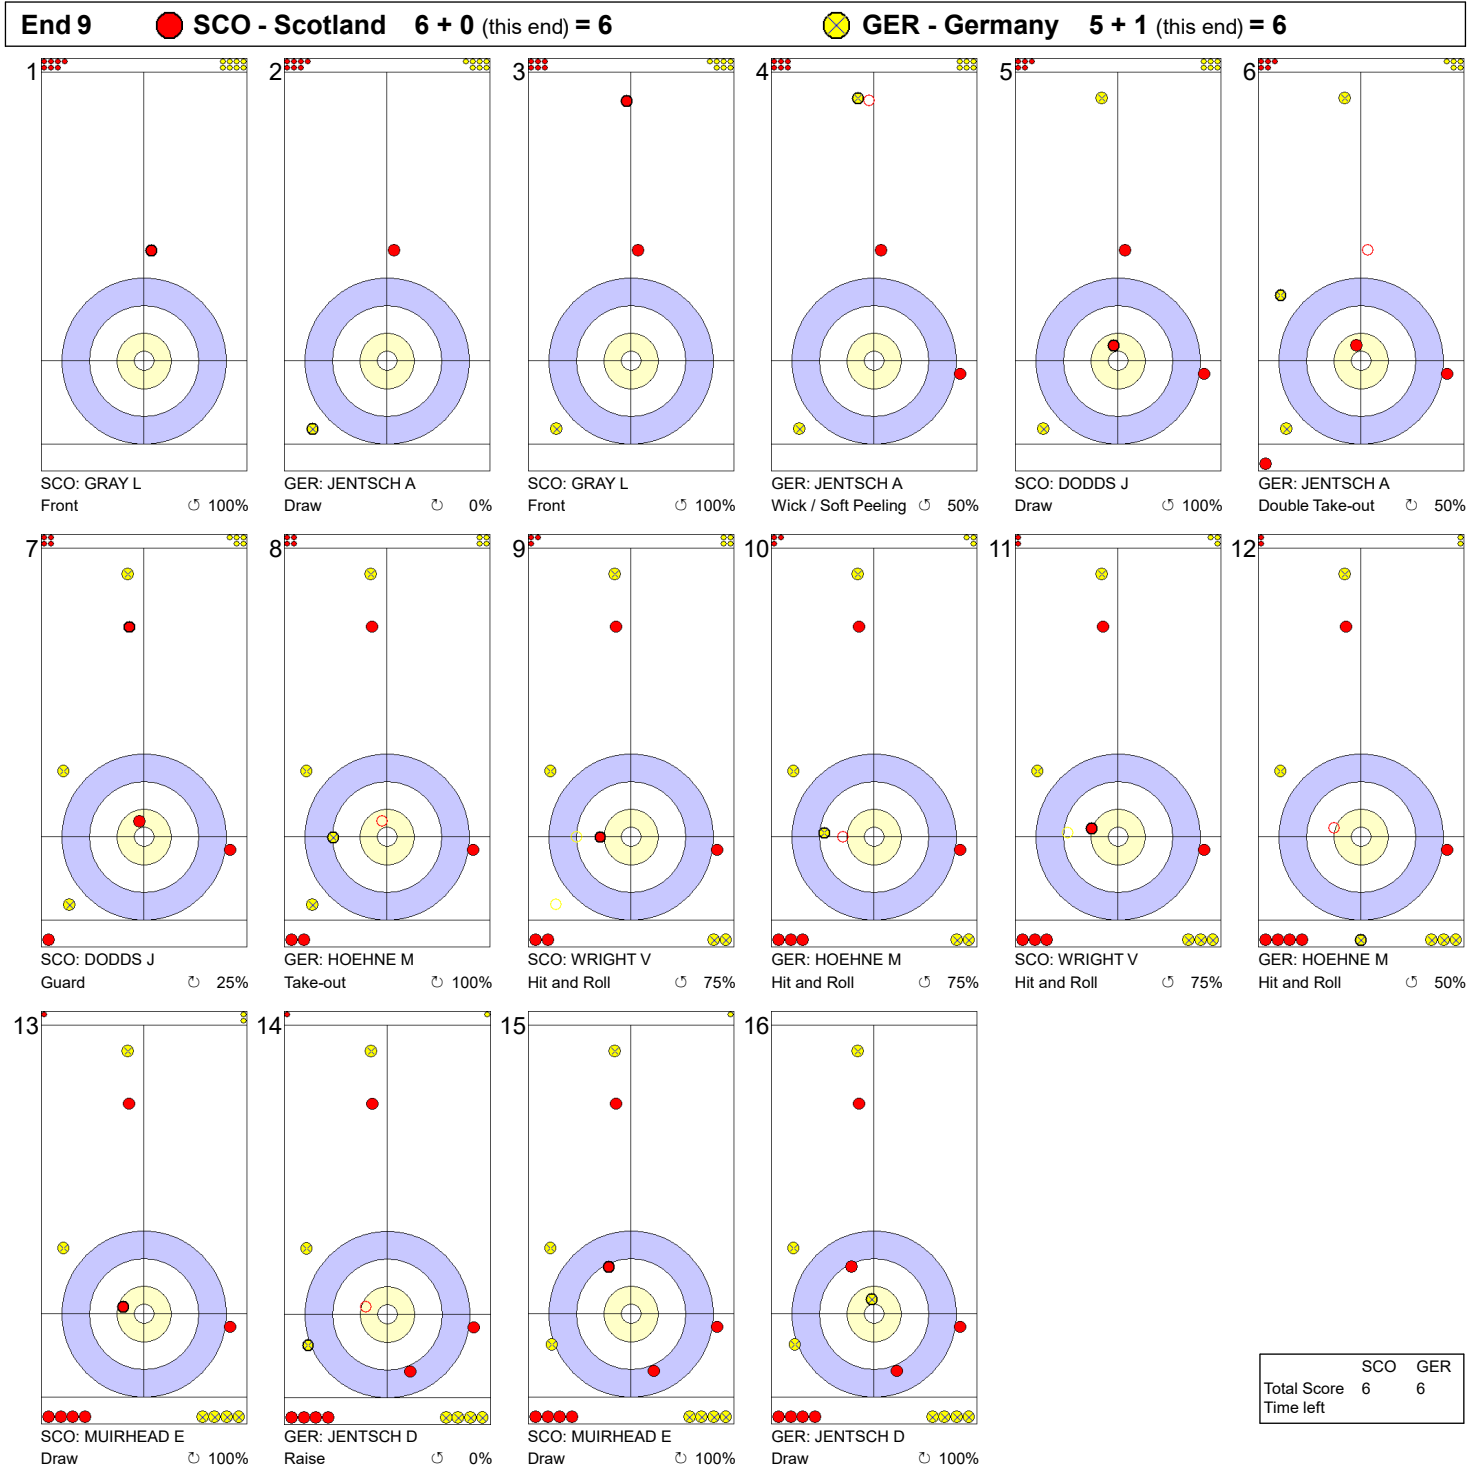 End 9 SCO - Scotland 6 + 0 (this end) = 6 GER - Germany 5 + 1 (this end) = 6
1 2 3 4 5 6
SCO: GRAY L GER: JENTSCH A SCO: GRAY L GER: JENTSCH A SCO: DODDS J GER: JENTSCH A
Front ↺ 100% Draw ↻ 0% Front ↺ 100% Wick / Soft Peeling ↺ 50% Draw ↻ 100% Double Take-out ↻ 50%
7 8 9 10 11 12
SCO: DODDS J GER: HOEHNE M SCO: WRIGHT V GER: HOEHNE M SCO: WRIGHT V GER: HOEHNE M
Guard ↻ 25% Take-out ↻ 100% Hit and Roll ↺ 75% Hit and Roll ↺ 75% Hit and Roll ↺ 75% Hit and Roll ↺ 50%
13 14 15 16
SCO: MUIRHEAD E GER: JENTSCH D SCO: MUIRHEAD E GER: JENTSCH D
Draw ↻ 100% Raise ↺ 0% Draw ↻ 100% Draw ↻ 100%
SCO GER
Total Score 6 6
Time left